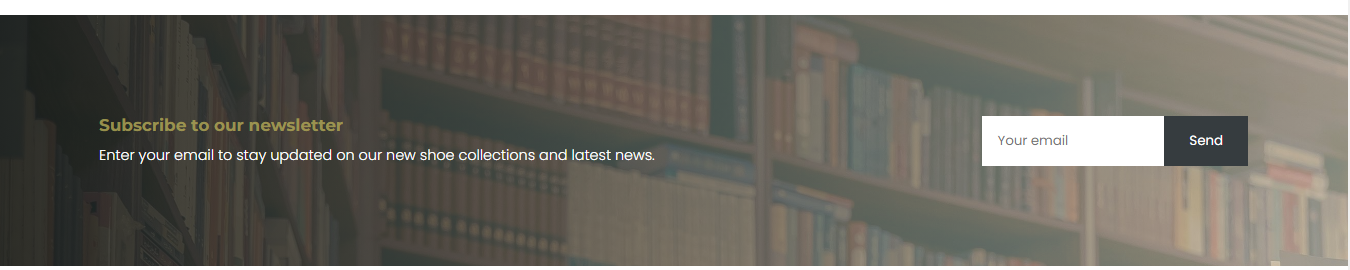 Subscribe to our newsletter
Enter your email to stay updated on our new shoe collections and latest news.
Your email
Send